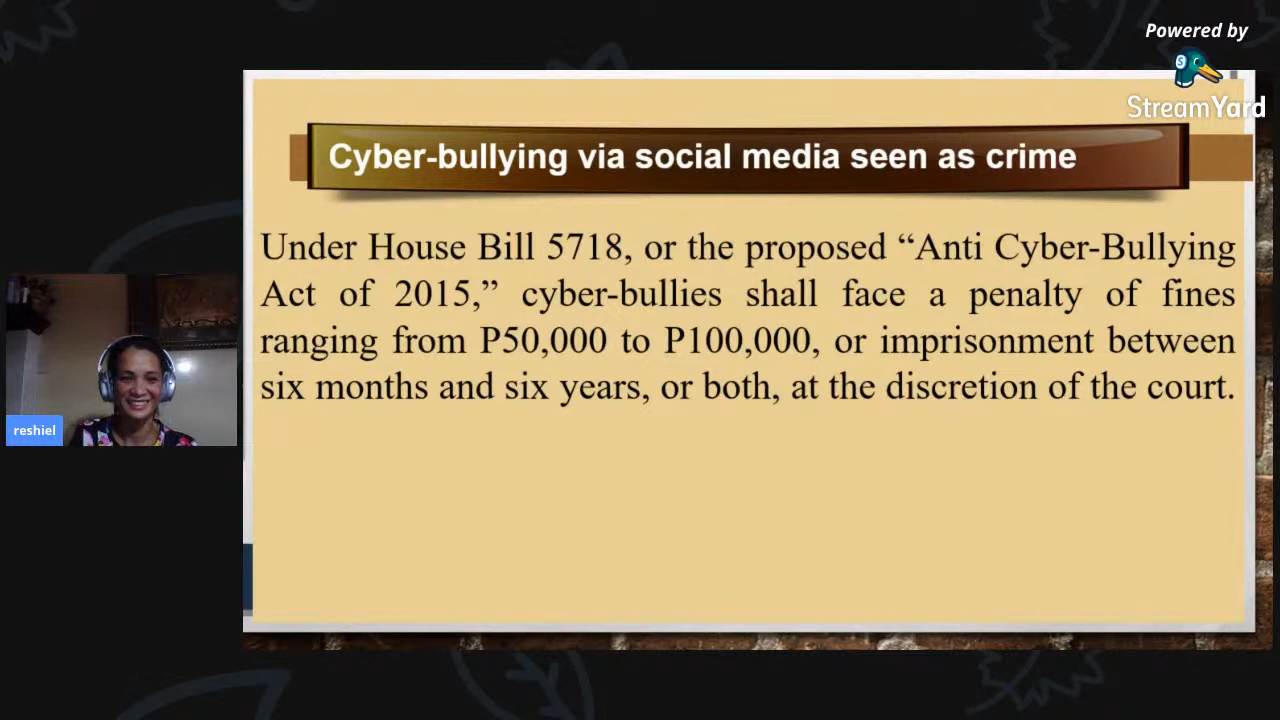 Powered by
StreamYard
Cyber-bullying via social media seen as crime
Under House Bill 5718, or the proposed “Anti Cyber-Bullying
Act of 2015,” cyber-bullies shall face a penalty of fines
ranging from P50,000 to P100,000, or imprisonment between
six months and six years, or both, at the discretion of the court.
reshiel